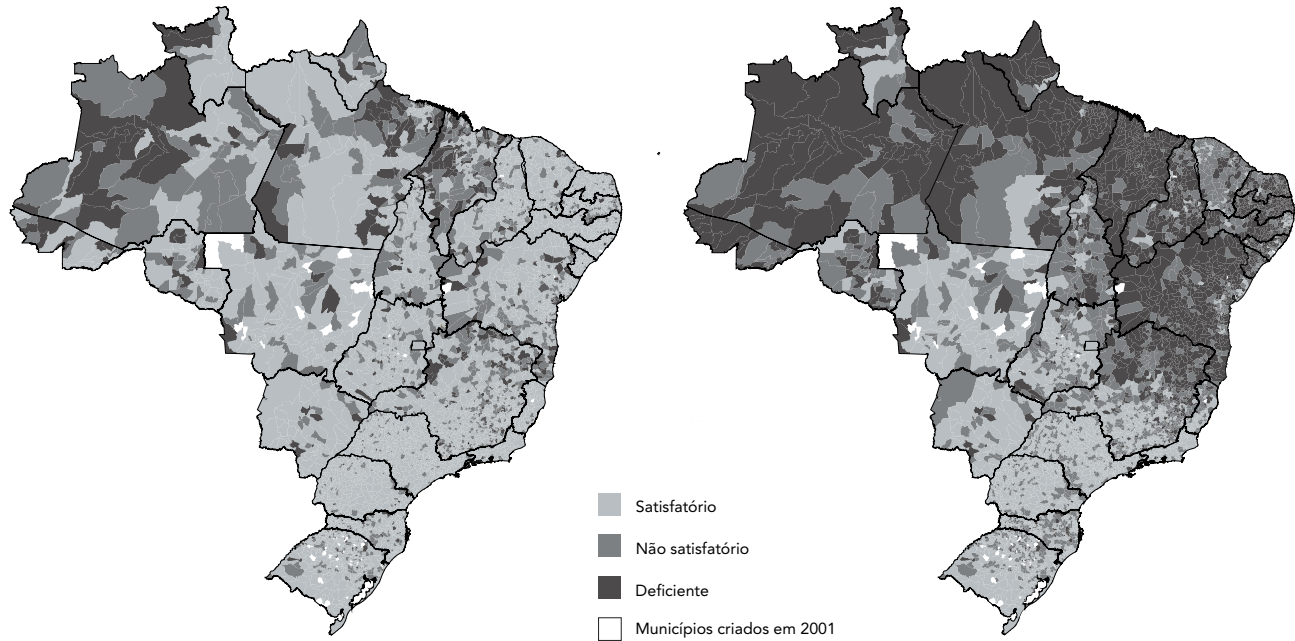 Satisfatório
Não satisfatório
Deficiente
Municípios criados em 2001